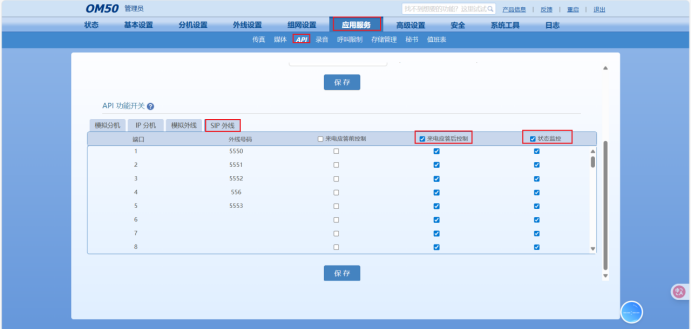 OM50 管理员
找不到想要的功能？这里试试 产品信息 | 反馈 | 重启 | 退出
状态 基本设置 分机设置 外线设置 组网设置 应用服务 高级设置 安全 系统工具 日志
传真 媒体 API 录音 呼叫限制 存储管理 秘书 值班表
保存
API 功能开关
模拟分机 IP 分机 模拟外线 SIP 外线
端口 外线号码 来电应答前控制 来电应答后控制 状态监控
1 5550
2 5551
3 5552
4 556
5 5553
6
7
8
保存